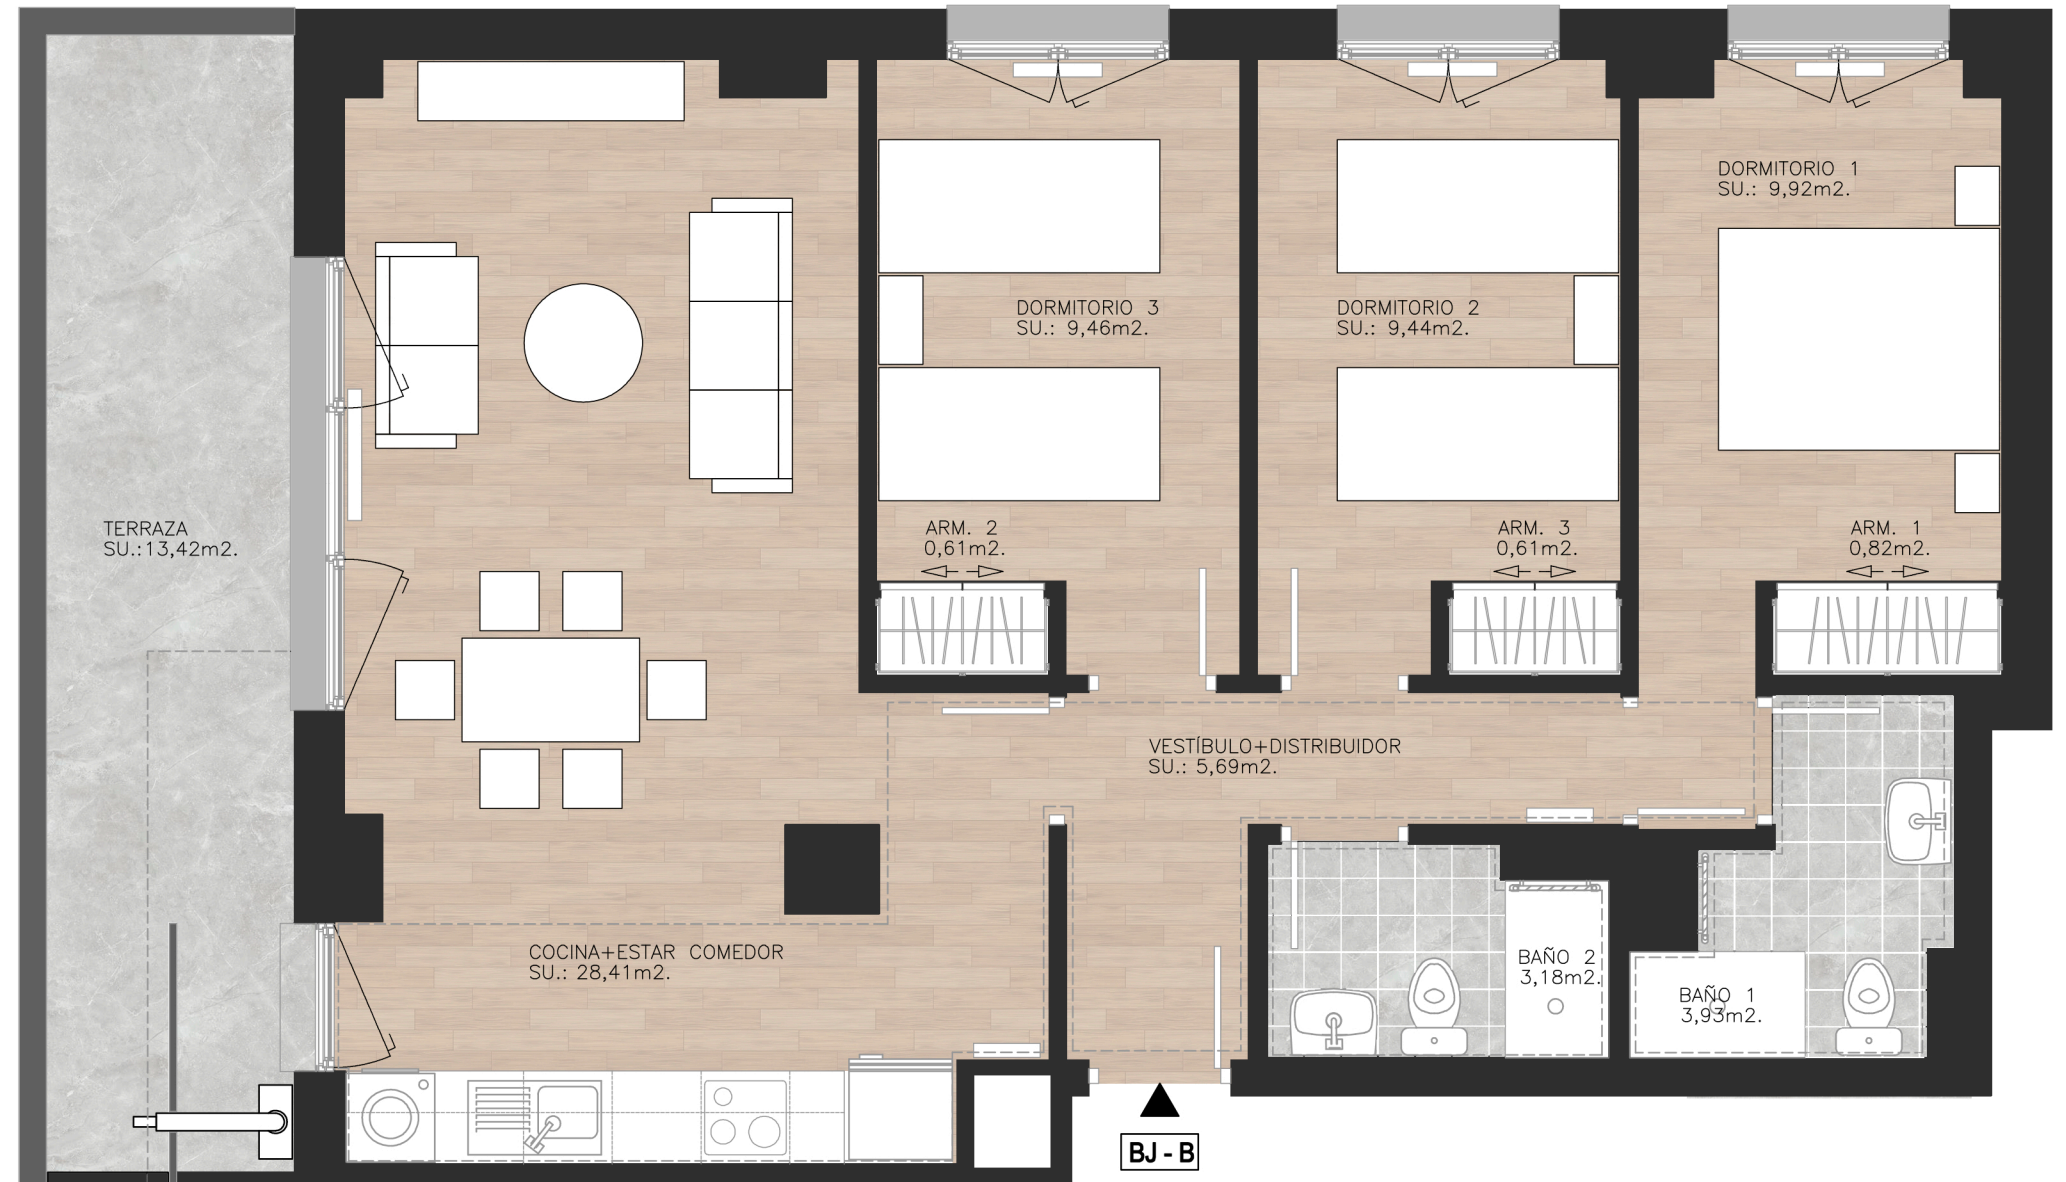 DORMITORIO 1
SU.: 9,92m2.
DORMITORIO 3
SU.: 9,46m2.
DORMITORIO 2
SU.: 9,44m2.
TERRAZA
SU.:13,42m2.
ARM. 2
0,61m2.
ARM. 3
0,61m2.
ARM. 1
0,82m2.
VESTÍBULO+DISTRIBUIDOR
SU.: 5,69m2.
COCINA+ESTAR COMEDOR
SU.: 28,41m2.
BAÑO 2
3,18m2.
BAÑO 1
3,93m2.
BJ - B